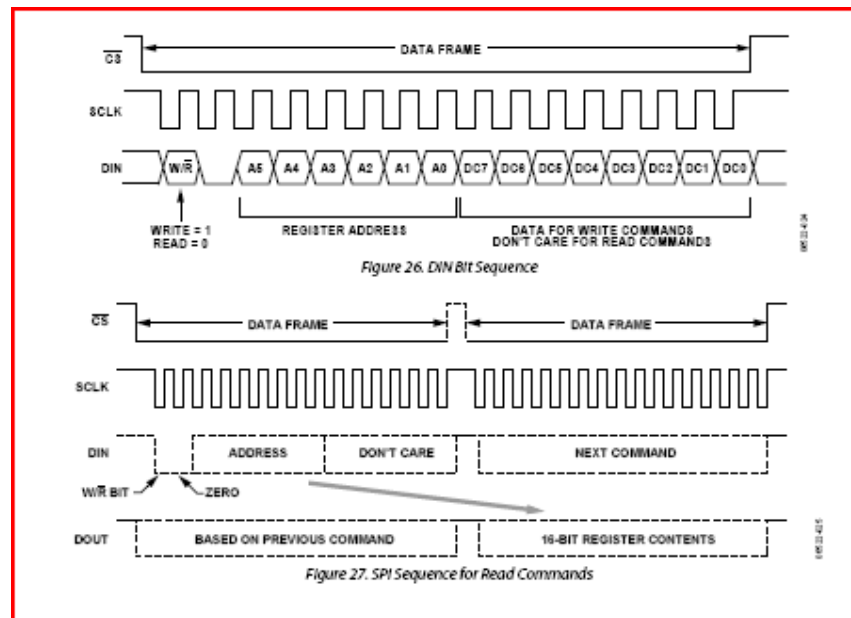 DATA FRAME
CS
SCLK
DIN W/R A5 A4 A3 A2 A1 A0 DC7 DC6 DC5 DC4 DC3 DC2 DC1 DC0
WRITE = 1
READ = 0
REGISTER ADDRESS
DATA FOR WRITE COMMANDS
DON'T CARE FOR READ COMMANDS
Figure 26. DIN Bit Sequence
CS
DATA FRAME DATA FRAME
SCLK
DIN ADDRESS DON'T CARE NEXT COMMAND
W/R BIT ZERO
DOUT BASED ON PREVIOUS COMMAND 16-BIT REGISTER CONTENTS
Figure 27. SPI Sequence for Read Commands